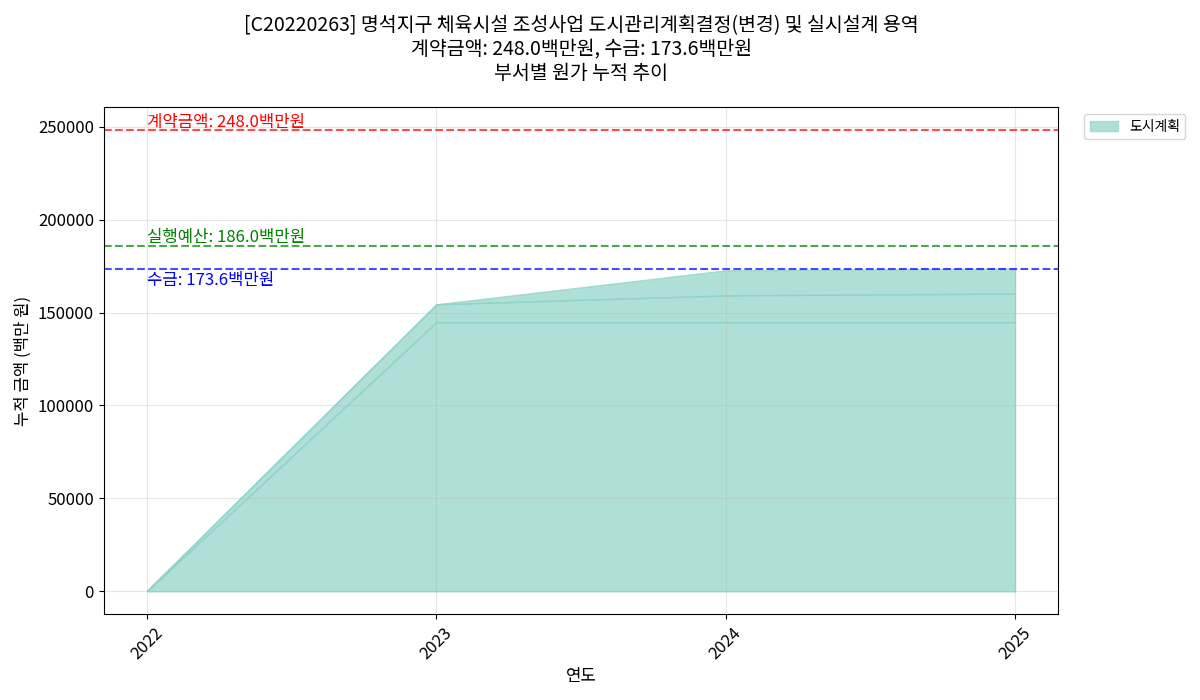 [C20220263] 명석지구 체육시설 조성사업 도시관리계획결정(변경) 및 실시설계 용역
계약금액: 248.0백만원, 수금: 173.6백만원
부서별 원가 누적 추이
계약금액: 248.0백만원
실행예산: 186.0백만원
수금: 173.6백만원
도시계획
누적 금액 (백만 원)
250000
200000
150000
100000
50000
0
2022
2023
2024
2025
연도